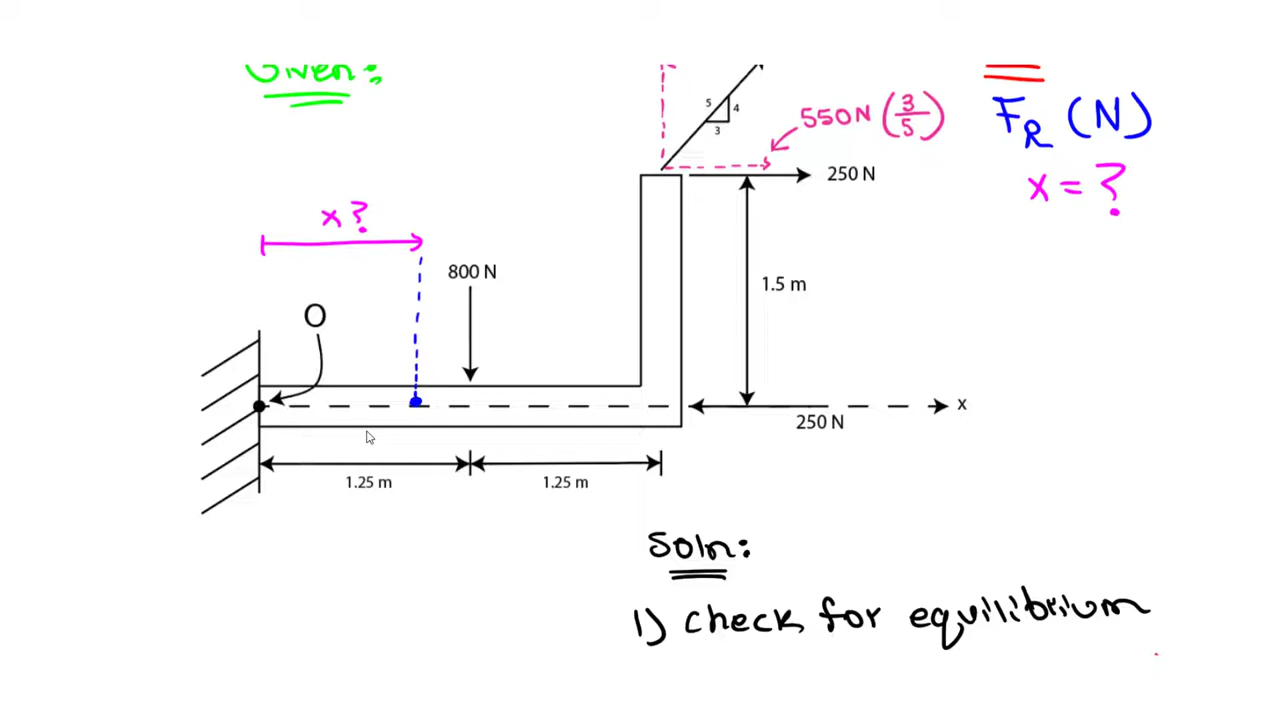 Given:
5
4
3
550N (3/5)
FR (N)
x = ?
250 N
x?
800 N
1.5 m
O
x
250 N
1.25 m
1.25 m
Soln:
1) check for equilibrium